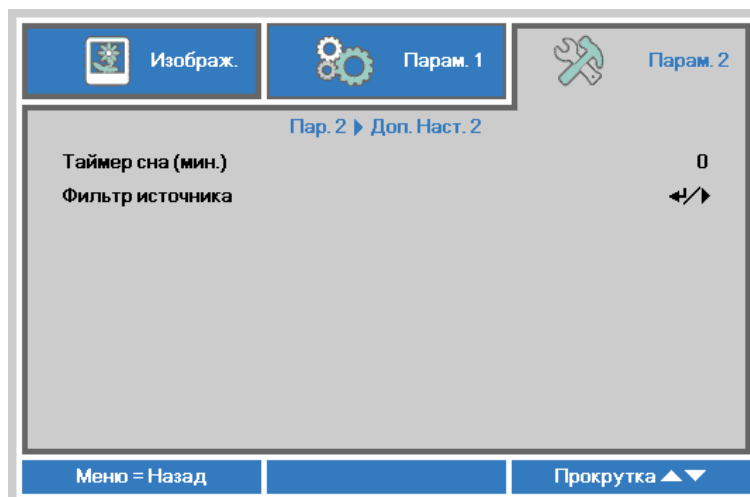 Изображ.
Парам. 1
Парам. 2
Пар. 2 ▶ Доп. Наст. 2
Таймер сна (мин.) 0
Фильтр источника ↵/▶
Меню = Назад
Прокрутка ▲▼